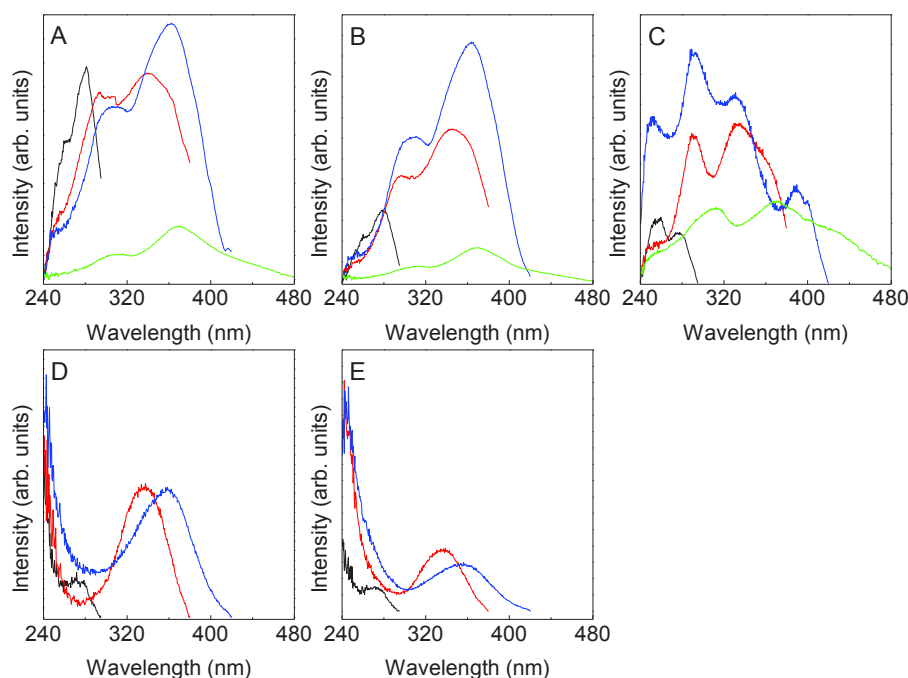 A
B
C
Intensity (arb. units)
Intensity (arb. units)
Intensity (arb. units)
240 320 400 480
240 320 400 480
240 320 400 480
Wavelength (nm)
Wavelength (nm)
Wavelength (nm)
D
E
Intensity (arb. units)
Intensity (arb. units)
240 320 400 480
240 320 400 480
Wavelength (nm)
Wavelength (nm)